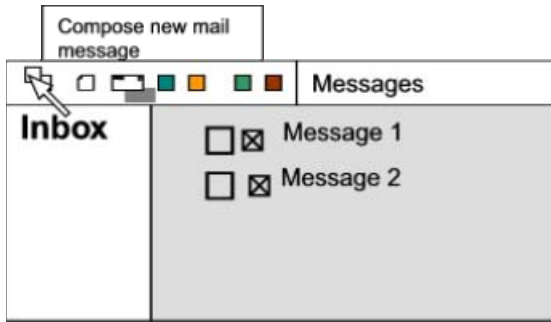 Compose new mail
message
Messages
Inbox
Message 1
Message 2